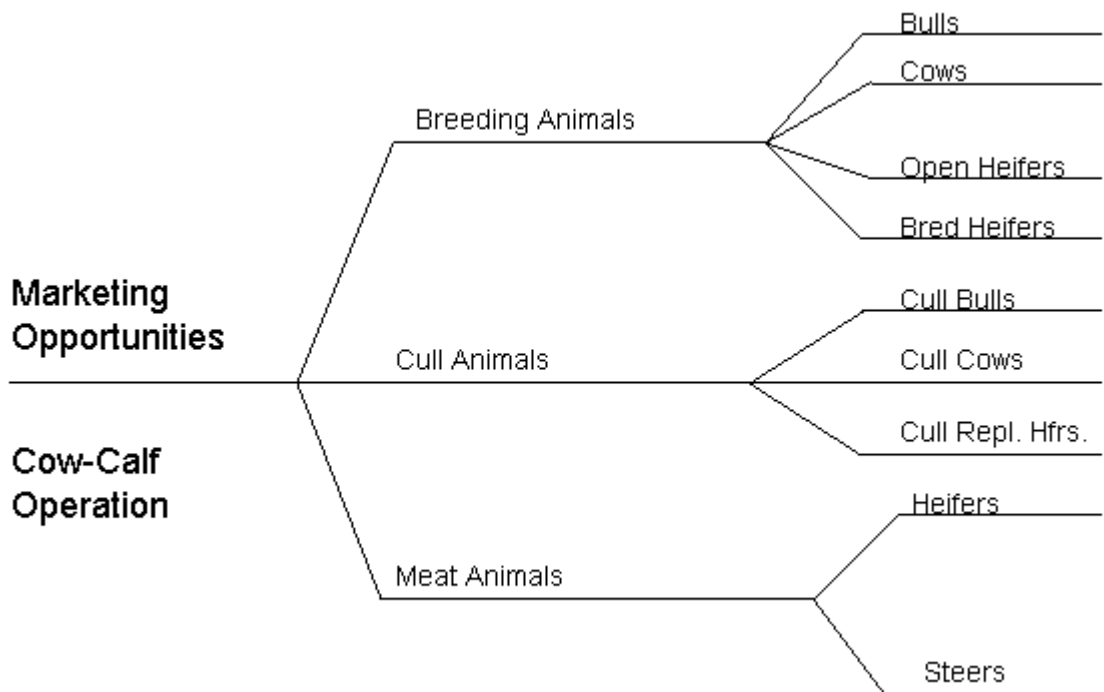 Marketing
Opportunities
Cow-Calf
Operation
Breeding Animals
Bulls
Cows
Open Heifers
Bred Heifers
Cull Animals
Cull Bulls
Cull Cows
Cull Repl. Hfrs.
Meat Animals
Heifers
Steers